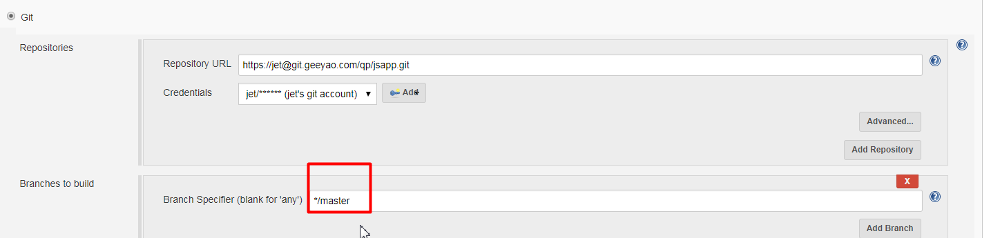 Git
Repositories
Repository URL https://jet@git.geeyao.com/qp/jsapp.git
Credentials jet/****** (jet's git account) Add
Advanced...
Add Repository
Branches to build
X
Branch Specifier (blank for 'any') */master
Add Branch